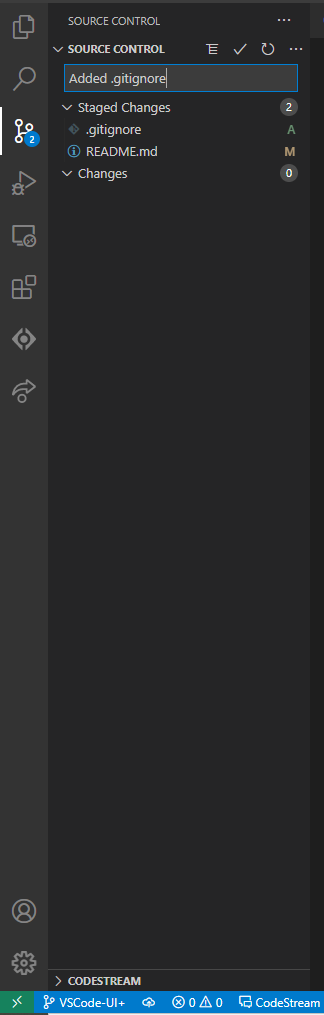 SOURCE CONTROL
SOURCE CONTROL
Added .gitignore
Staged Changes 2
.gitignore A
2
README.md M
Changes 0
CODESTREAM
VSCode-UI+ 0 0 CodeStream